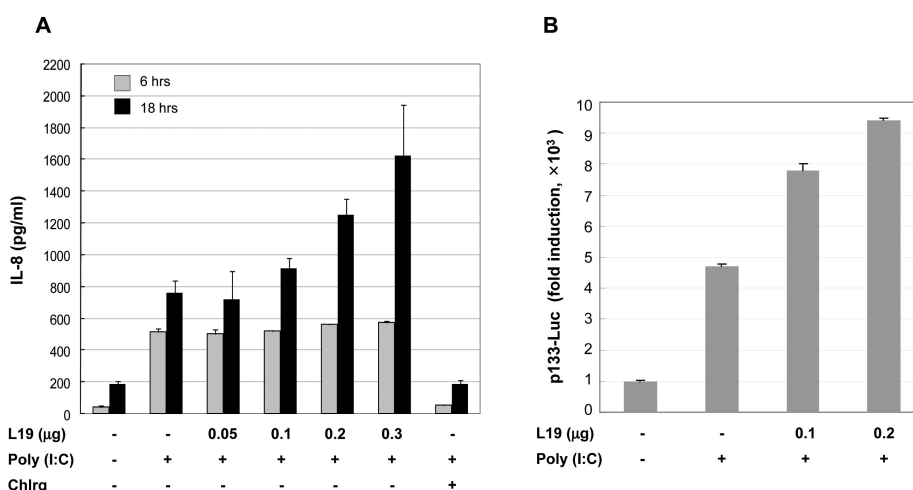 A
2200
2000
1800
1600
1400
1200
1000
800
600
400
200
0
IL-8 (pg/ml)
6 hrs
18 hrs
L19 (μg) - - 0.05 0.1 0.2 0.3 -
Poly (I:C) - + + + + + +
Chlrq - - - - - - +
B
10
9
8
7
6
5
4
3
2
1
0
p133-Luc (fold induction, ×10³)
L19 (μg) - - 0.1 0.2
Poly (I:C) - + + +